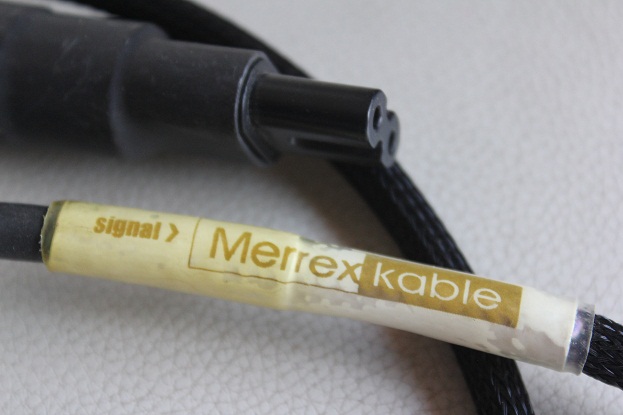 signal > Merrex kable